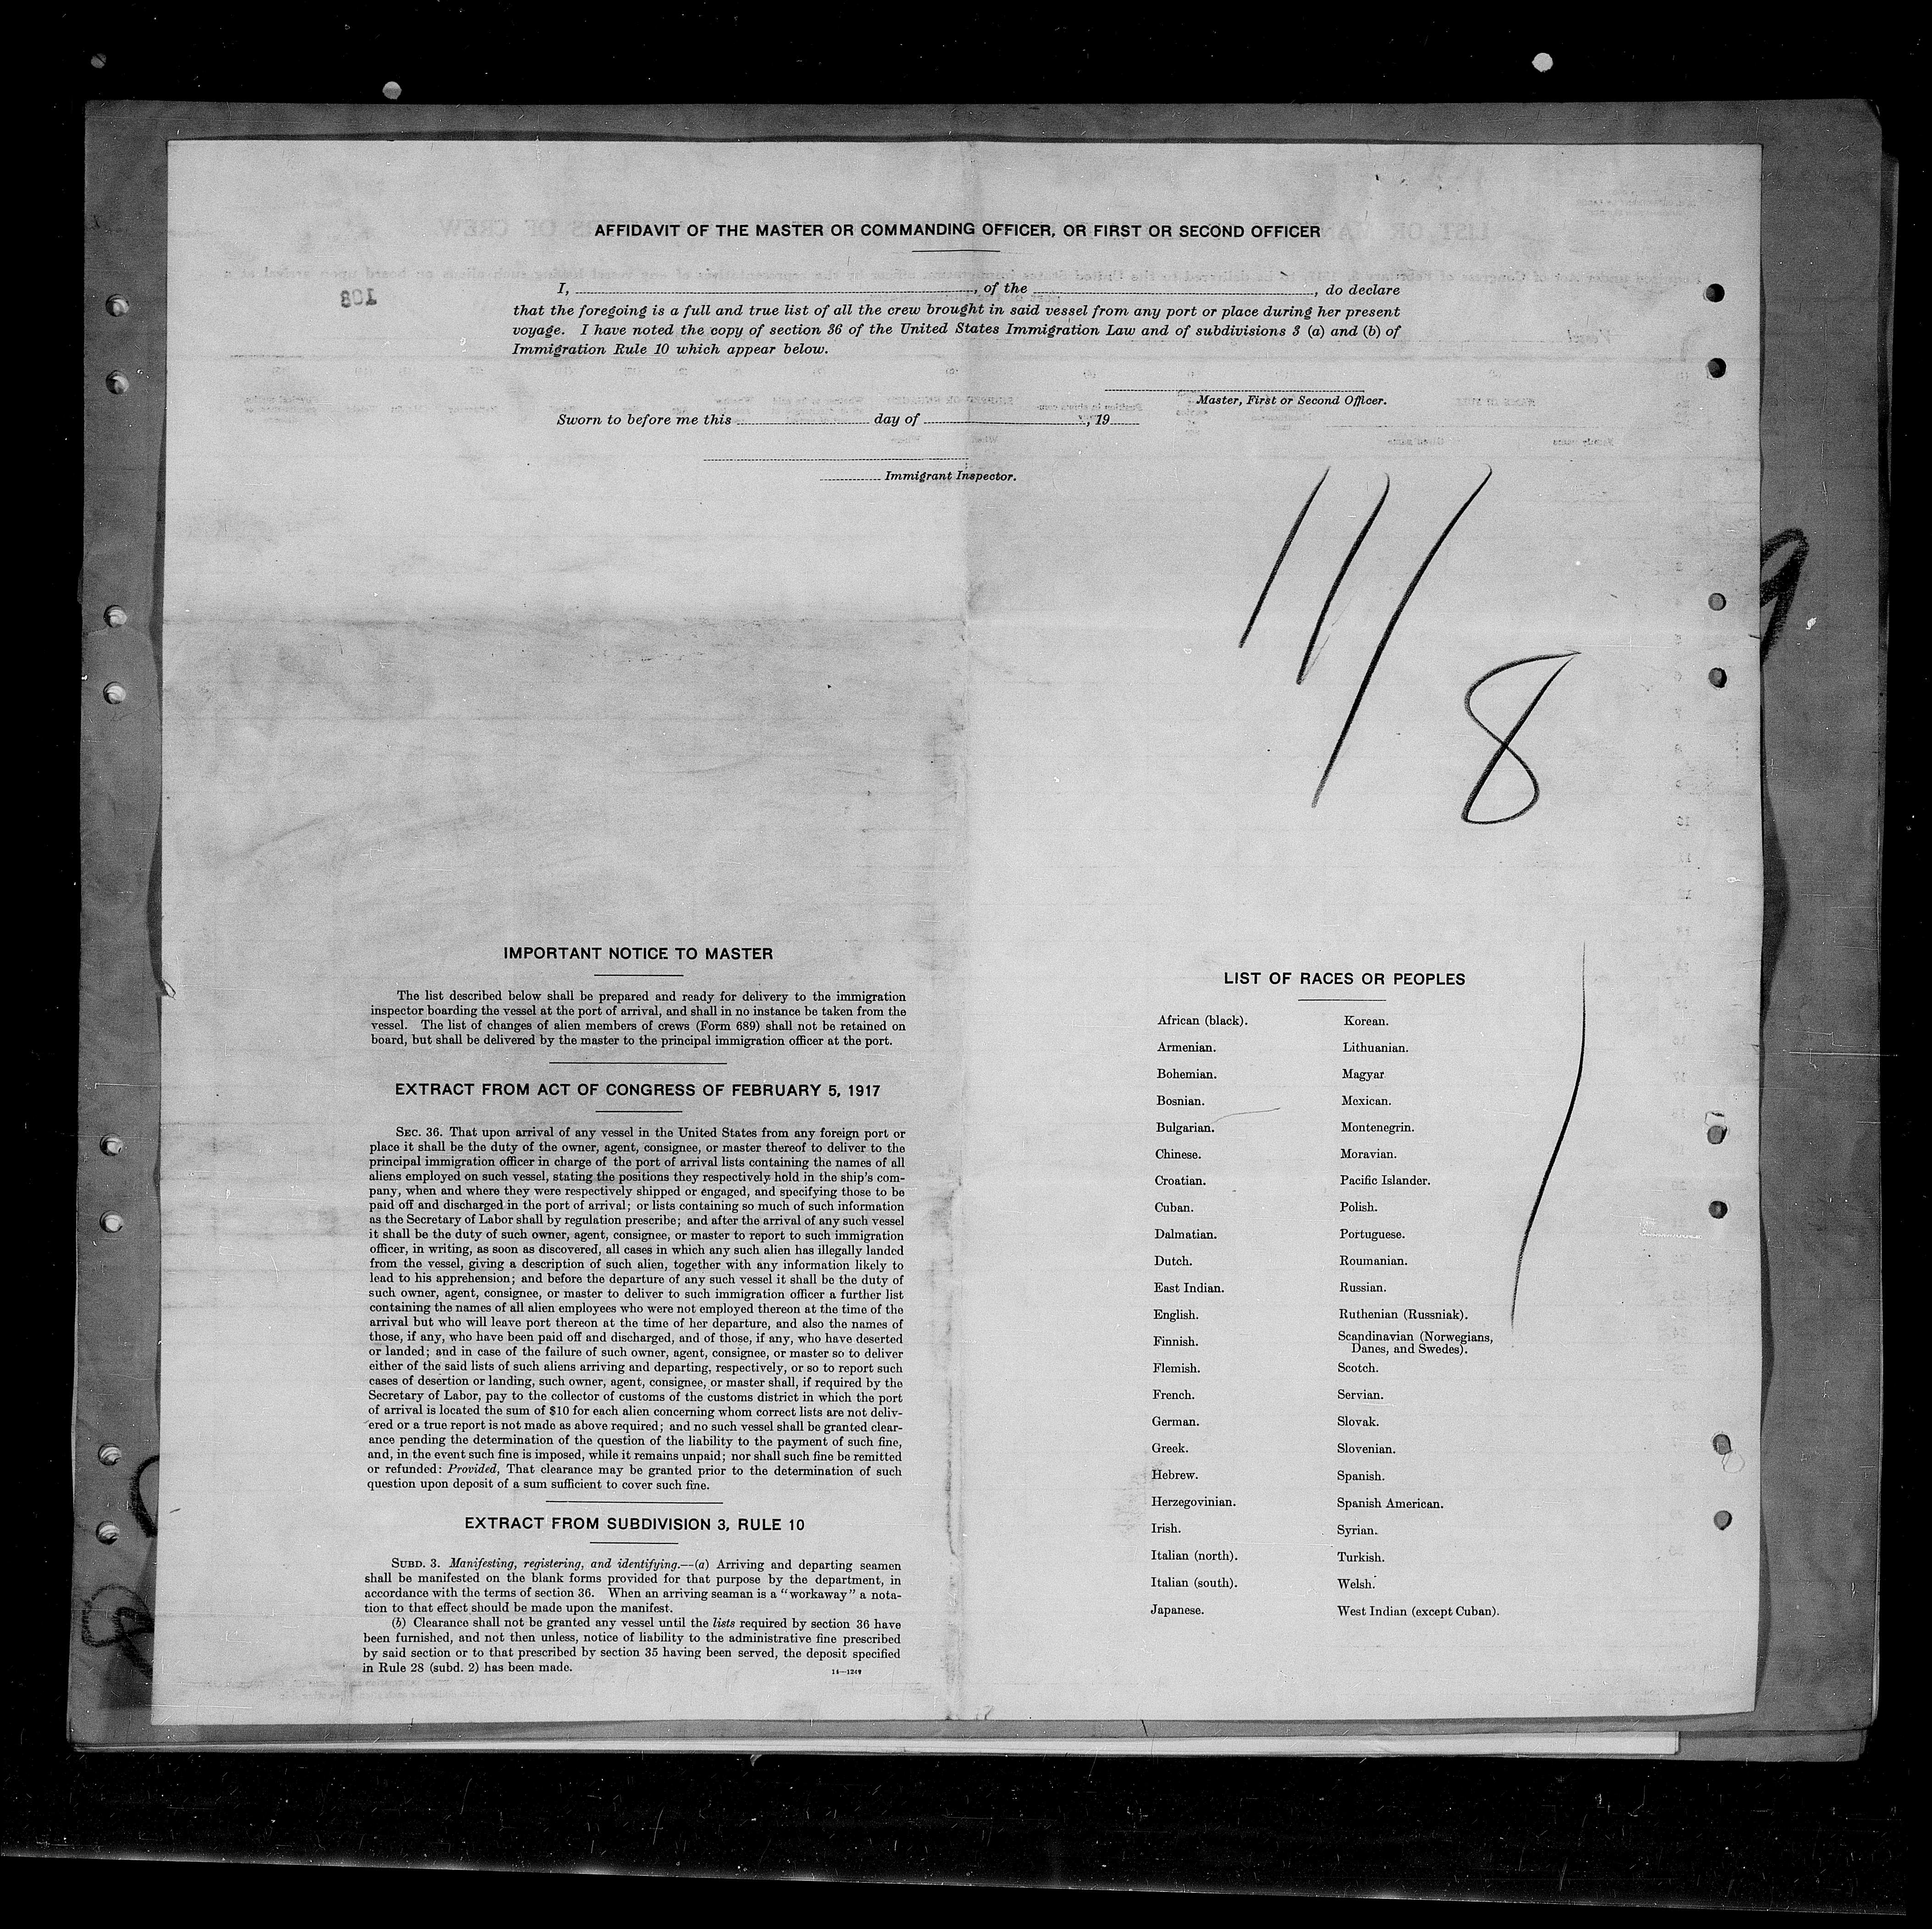 AFFIDAVIT OF THE MASTER OR COMMANDING OFFICER, OR FIRST OR SECOND OFFICER
I, , of the , do declare
that the foregoing is a full and true list of all the crew brought in said vessel from any port or place during her present
voyage. I have noted the copy of section 36 of the United States Immigration Law and of subdivisions 3 (a) and (b) of
Immigration Rule 10 which appear below.
Master, First or Second Officer.
Sworn to before me this day of , 19
Immigrant Inspector.
108
11/8
9
IMPORTANT NOTICE TO MASTER
The list described below shall be prepared and ready for delivery to the immigration
inspector boarding the vessel at the port of arrival, and shall in no instance be taken from the
vessel. The list of changes of alien members of crews (Form 689) shall not be retained on
board, but shall be delivered by the master to the principal immigration officer at the port.
EXTRACT FROM ACT OF CONGRESS OF FEBRUARY 5, 1917
SEC. 36. That upon arrival of any vessel in the United States from any foreign port or
place it shall be the duty of the owner, agent, consignee, or master thereof to deliver to the
principal immigration officer in charge of the port of arrival lists containing the names of all
aliens employed on such vessel, stating the positions they respectively hold in the ship's com-
pany, when and where they were respectively shipped or engaged, and specifying those to be
paid off and discharged in the port of arrival; or lists containing so much of such information
as the Secretary of Labor shall by regulation prescribe; and after the arrival of any such vessel
it shall be the duty of such owner, agent, consignee, or master to report to such immigration
officer, in writing, as soon as discovered, all cases in which any such alien has illegally landed
from the vessel, giving a description of such alien, together with any information likely to
lead to his apprehension; and before the departure of any such vessel it shall be the duty of
such owner, agent, consignee, or master to deliver to such immigration officer a further list
containing the names of all alien employees who were not employed thereon at the time of the
arrival but who will leave port thereon at the time of her departure, and also the names of
those, if any, who have been paid off and discharged, and of those, if any, who have deserted
or landed; and in case of the failure of such owner, agent, consignee, or master so to deliver
either of the said lists of such aliens arriving and departing, respectively, or so to report such
cases of desertion or landing, such owner, agent, consignee, or master shall, if required by the
Secretary of Labor, pay to the collector of customs of the customs district in which the port
of arrival is located the sum of $10 for each alien concerning whom correct lists are not deliv-
ered or a true report is not made as above required; and no such vessel shall be granted clear-
ance pending the determination of the question of the liability to the payment of such fine,
and, in the event such fine is imposed, while it remains unpaid; nor shall such fine be remitted
or refunded: Provided, That clearance may be granted prior to the determination of such
question upon deposit of a sum sufficient to cover such fine.
EXTRACT FROM SUBDIVISION 3, RULE 10
SUBD. 3. Manifesting, registering, and identifying.—(a) Arriving and departing seamen
shall be manifested on the blank forms provided for that purpose by the department, in
accordance with the terms of section 36. When an arriving seaman is a "workaway" a nota-
tion to that effect should be made upon the manifest.
(b) Clearance shall not be granted any vessel until the lists required by section 36 have
been furnished, and not then unless, notice of liability to the administrative fine prescribed
by said section or to that prescribed by section 35 having been served, the deposit specified
in Rule 28 (subd. 2) has been made.
14—1249
LIST OF RACES OR PEOPLES
African (black).
Armenian.
Bohemian.
Bosnian.
Bulgarian.
Chinese.
Croatian.
Cuban.
Dalmatian.
Dutch.
East Indian.
English.
Finnish.
Flemish.
French.
German.
Greek.
Hebrew.
Herzegovinian.
Irish.
Italian (north).
Italian (south).
Japanese.
Korean.
Lithuanian.
Magyar
Mexican.
Montenegrin.
Moravian.
Pacific Islander.
Polish.
Portuguese.
Roumanian.
Russian.
Ruthenian (Russniak).
Scandinavian (Norwegians,
Danes, and Swedes).
Scotch.
Servian.
Slovak.
Slovenian.
Spanish.
Spanish American.
Syrian.
Turkish.
Welsh.
West Indian (except Cuban).